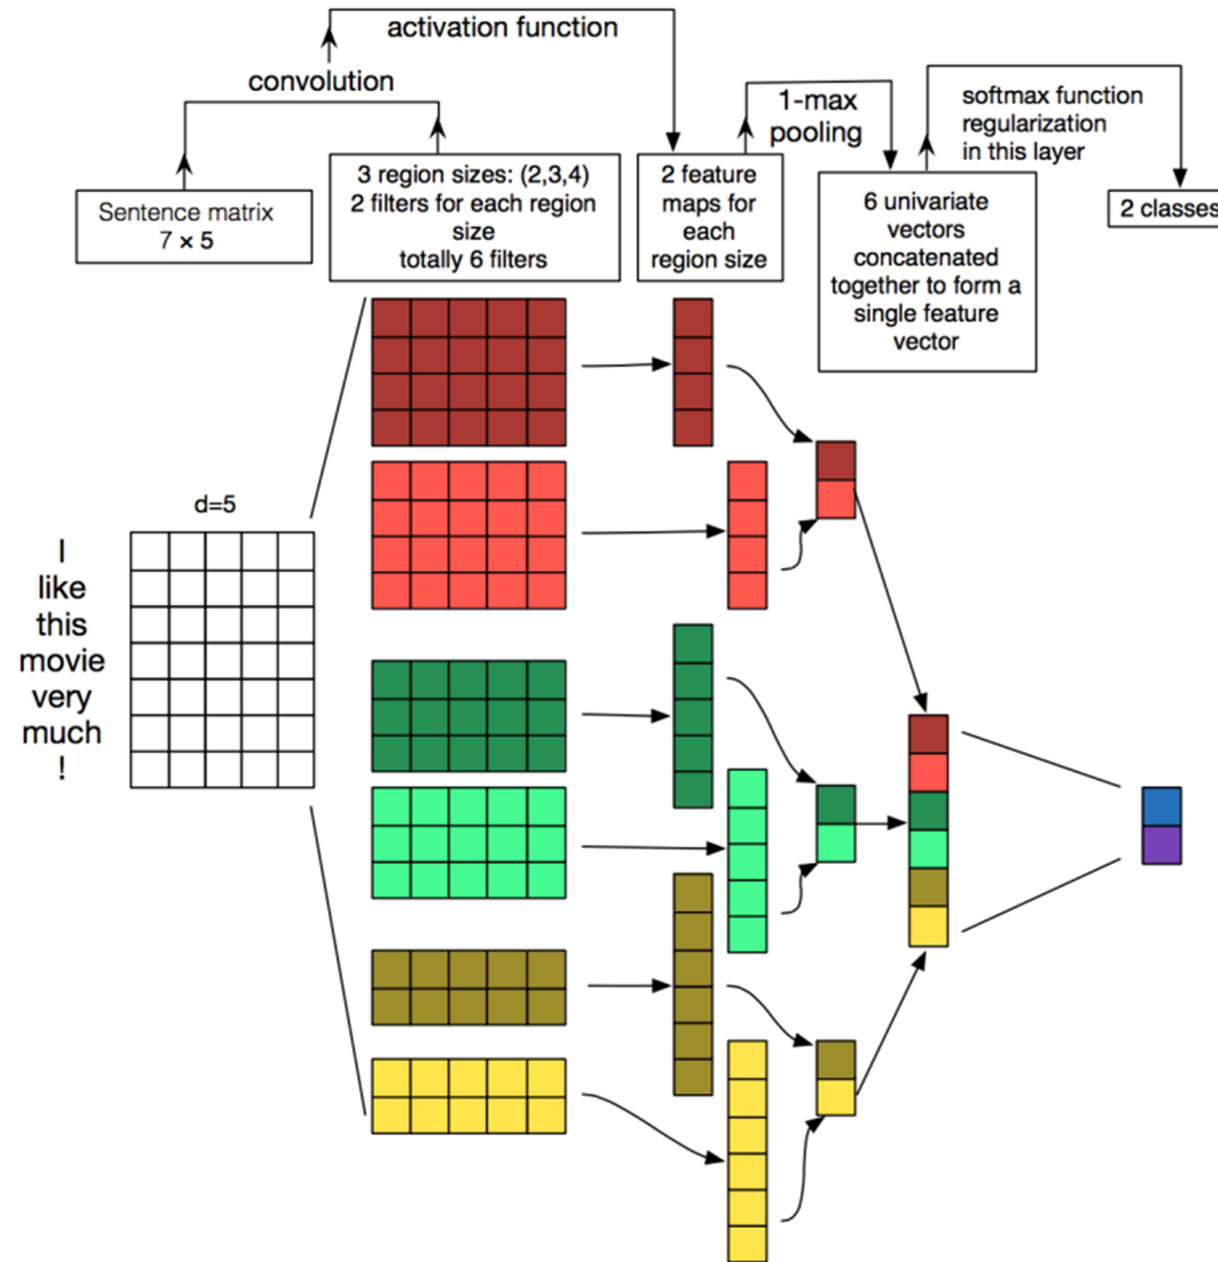 activation function
convolution
1-max
pooling
softmax function
regularization
in this layer
Sentence matrix
7 × 5
3 region sizes: (2,3,4)
2 filters for each region
size
totally 6 filters
2 feature
maps for
each
region size
6 univariate
vectors
concatenated
together to form a
single feature
vector
2 classes
d=5
I
like
this
movie
very
much
!